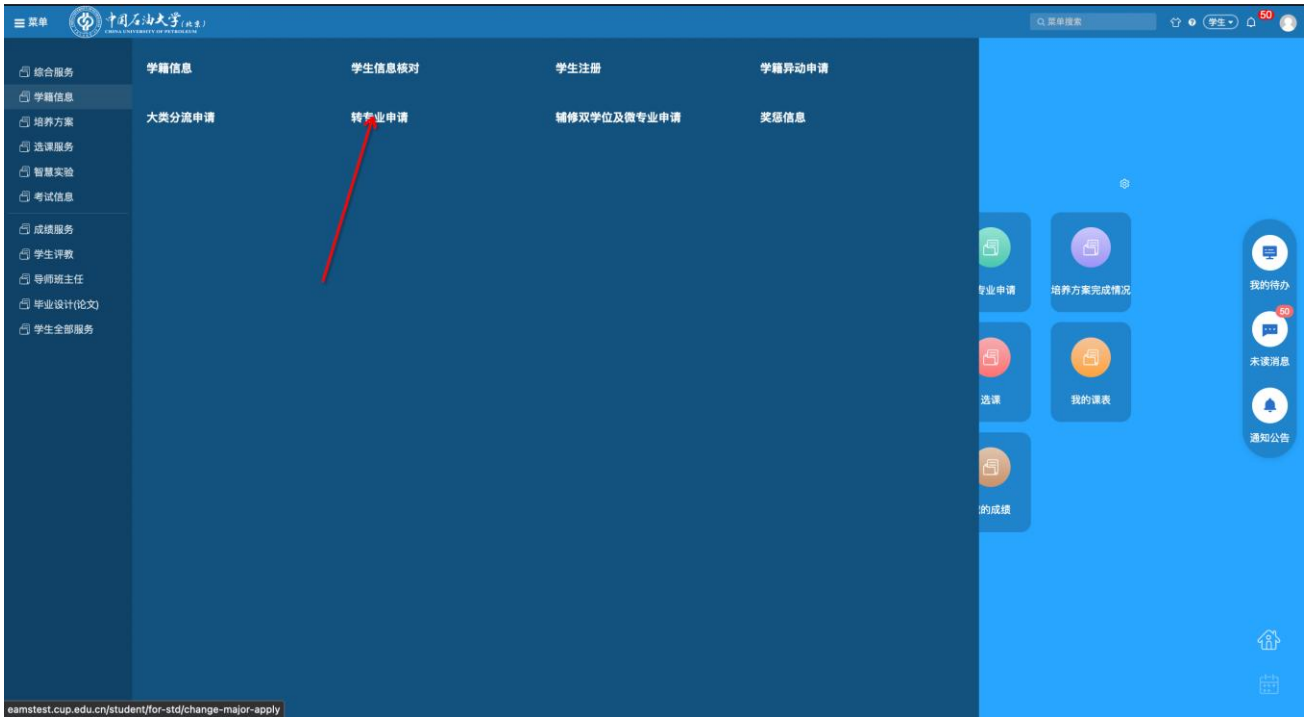 菜单
中国石油大学(北京)
CHINA UNIVERSITY OF PETROLEUM
菜单搜索
学生
50
综合服务
学籍信息
培养方案
选课服务
智慧实验
考试信息
成绩服务
学生评教
导师班主任
毕业设计(论文)
学生全部服务
学籍信息 学生信息核对 学生注册 学籍异动申请
大类分流申请 转专业申请 辅修双学位及微专业申请 奖惩信息
专业申请 培养方案完成情况
选课 我的课表
的成绩
我的待办
50
未读消息
通知公告
eamstest.cup.edu.cn/student/for-std/change-major-apply